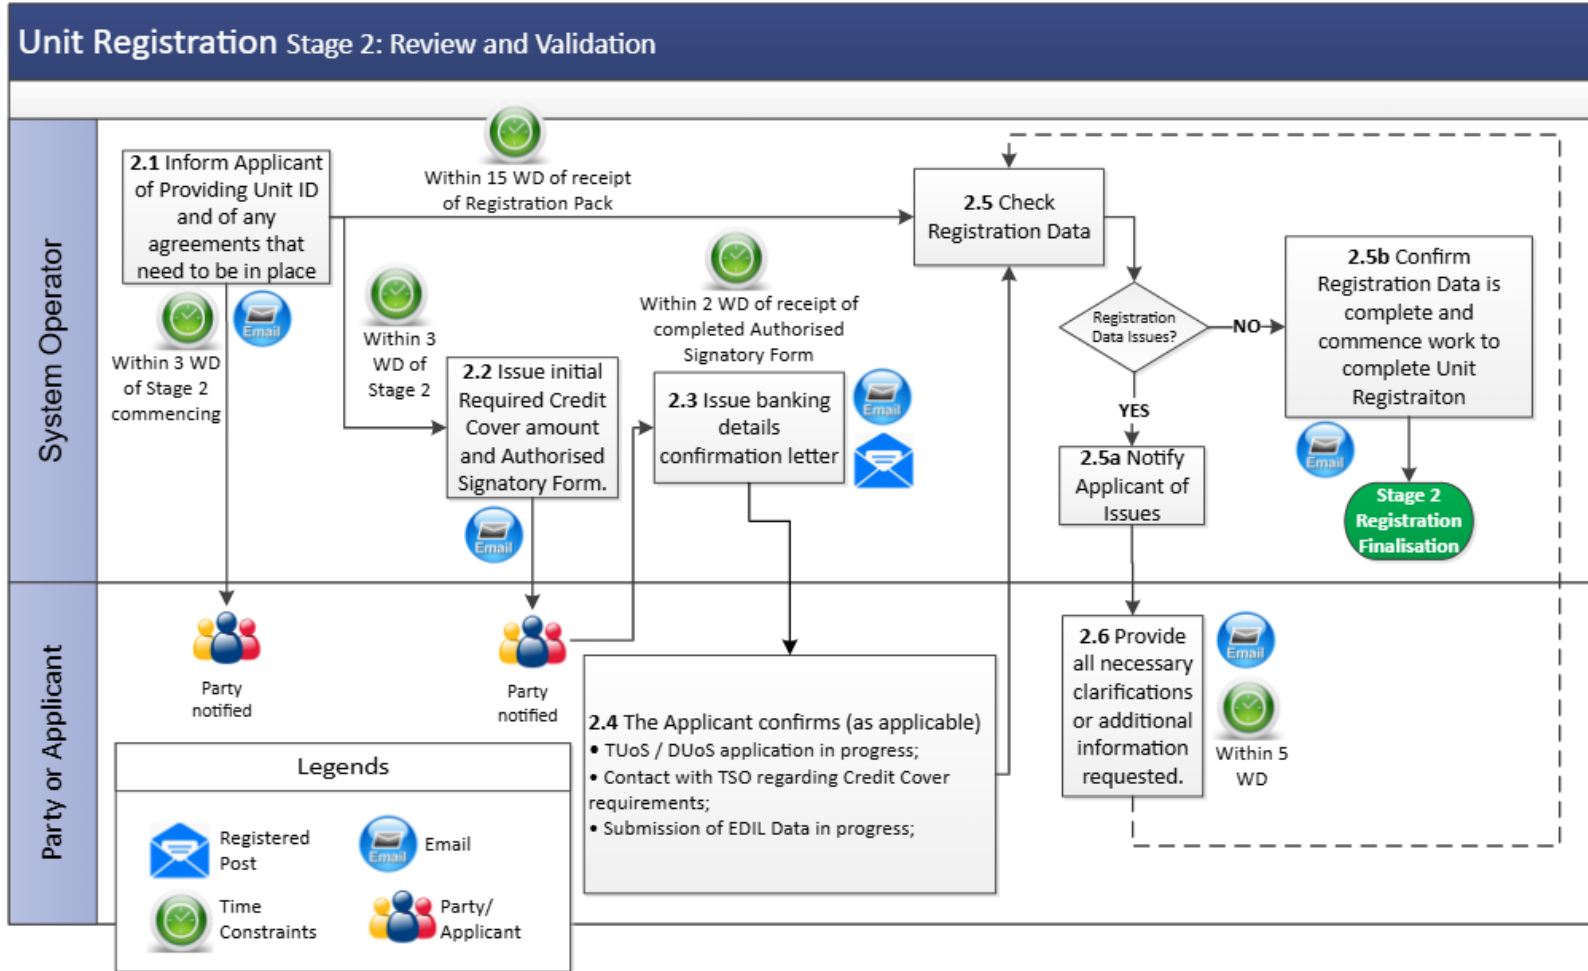 Unit Registration Stage 2: Review and Validation
System Operator
2.1 Inform Applicant
of Providing Unit ID
and of any
agreements that
need to be in place
Within 3 WD
of Stage 2
commencing
Email
Within 15 WD of receipt
of Registration Pack
Within 3
WD of
Stage 2
2.2 Issue initial
Required Credit
Cover amount
and Authorised
Signatory Form.
Email
Within 2 WD of receipt of
completed Authorised
Signatory Form
2.3 Issue banking
details
confirmation letter
Email
2.5 Check
Registration Data
Registration
Data Issues?
NO
YES
2.5a Notify
Applicant of
Issues
2.5b Confirm
Registration Data is
complete and
commence work to
complete Unit
Registraiton
Email
Stage 2
Registration
Finalisation
Party or Applicant
Party
notified
Party
notified
2.4 The Applicant confirms (as applicable)
• TUoS / DUoS application in progress;
• Contact with TSO regarding Credit Cover
requirements;
• Submission of EDIL Data in progress;
2.6 Provide
all necessary
clarifications
or additional
information
requested.
Email
Within 5
WD
Legends
Registered
Post
Email
Email
Time
Constraints
Party/
Applicant